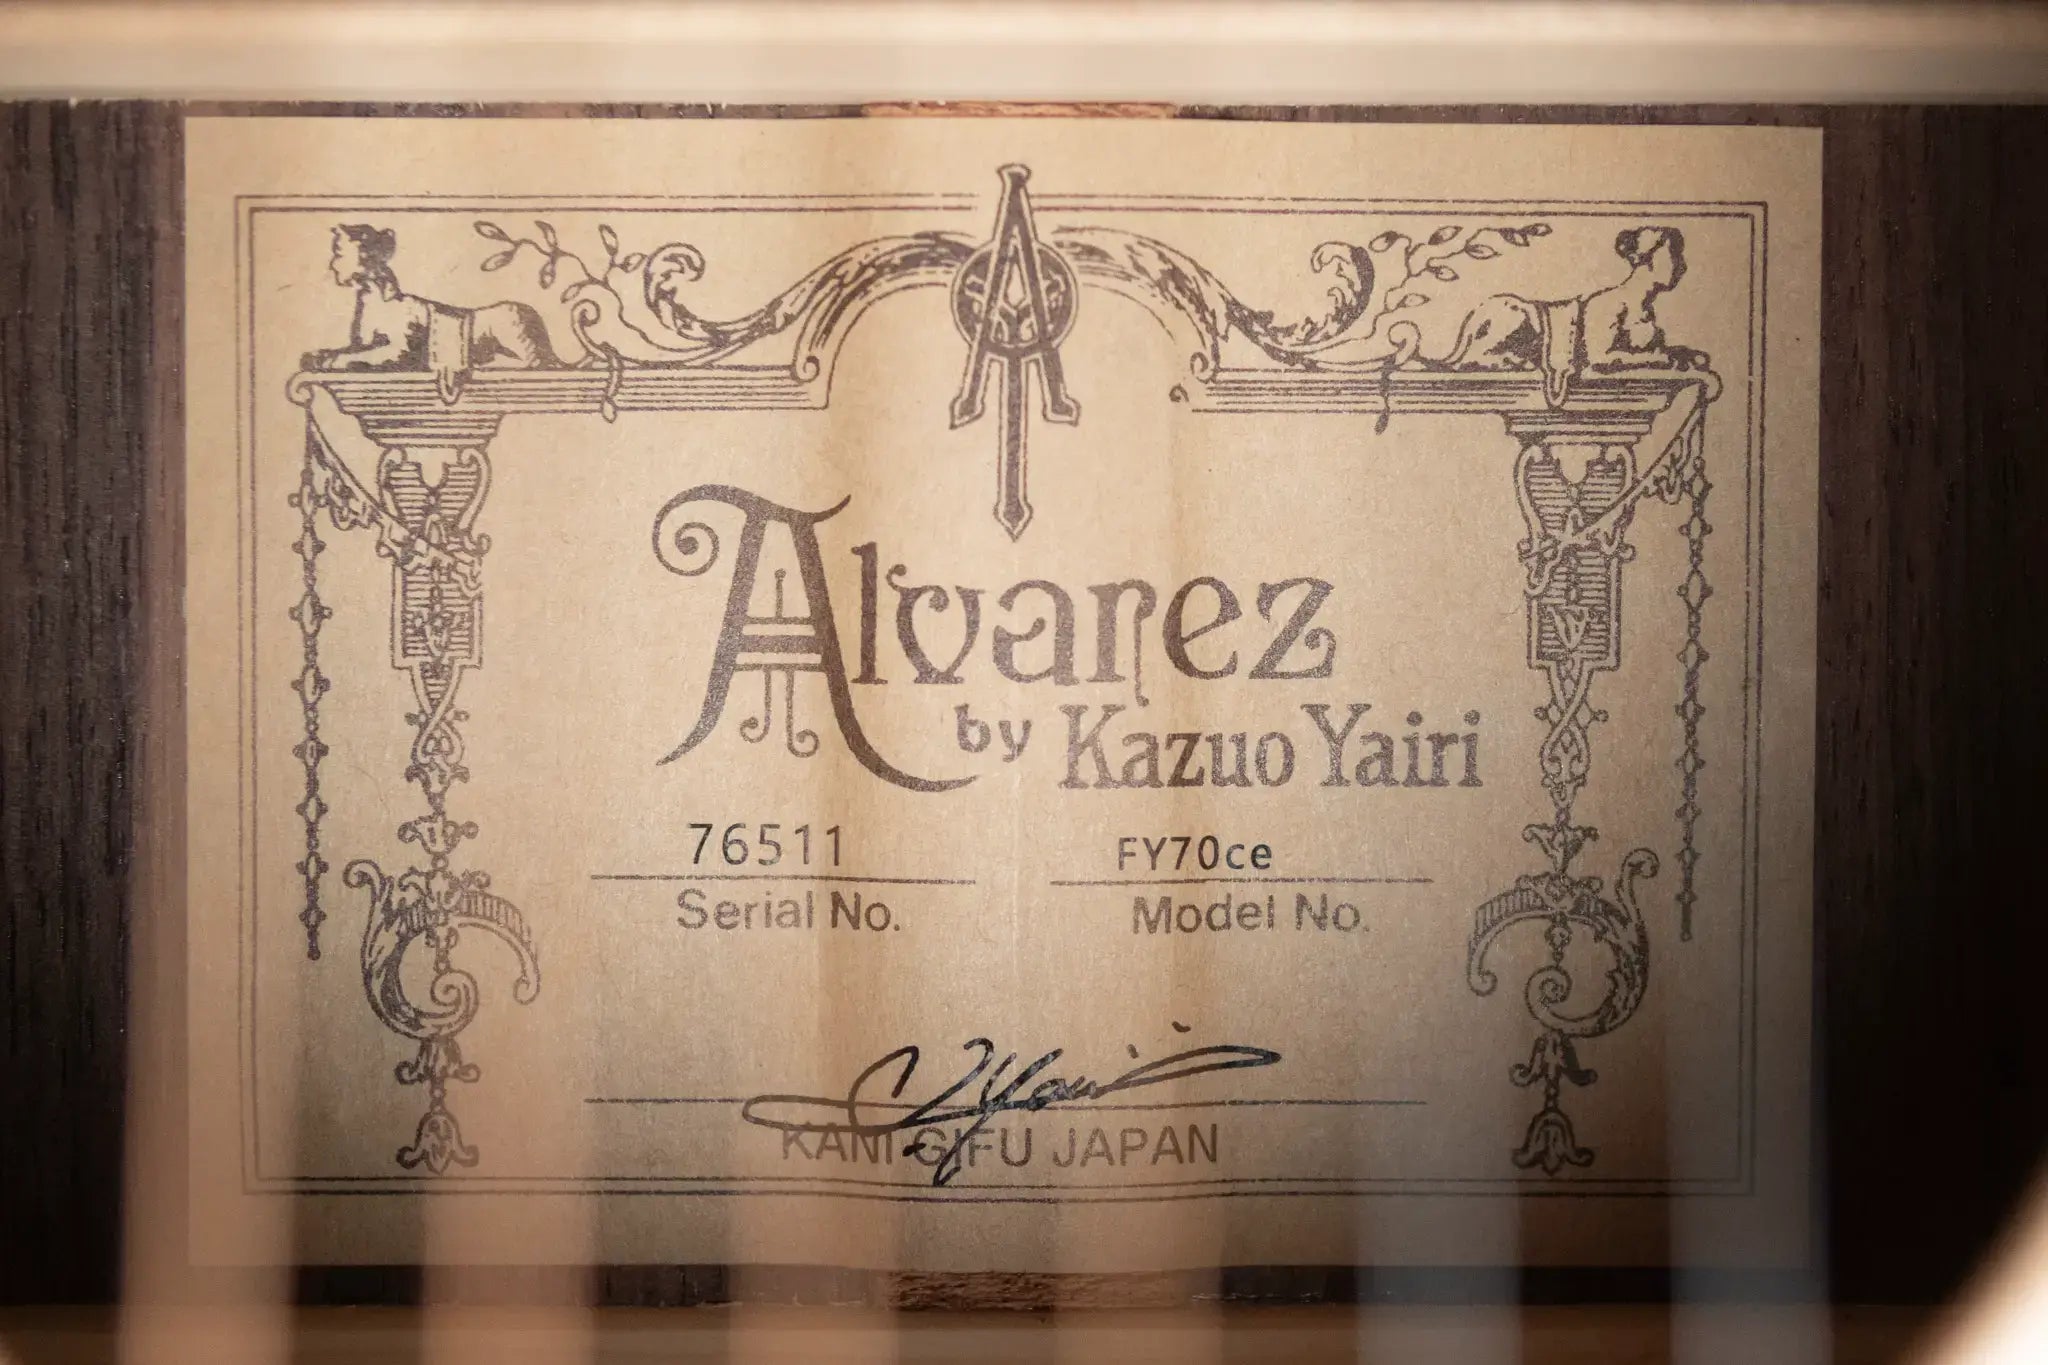 Alvarez
by Kazuo Yairi
76511 FY70ce
Serial No. Model No.
KANI GIFU JAPAN